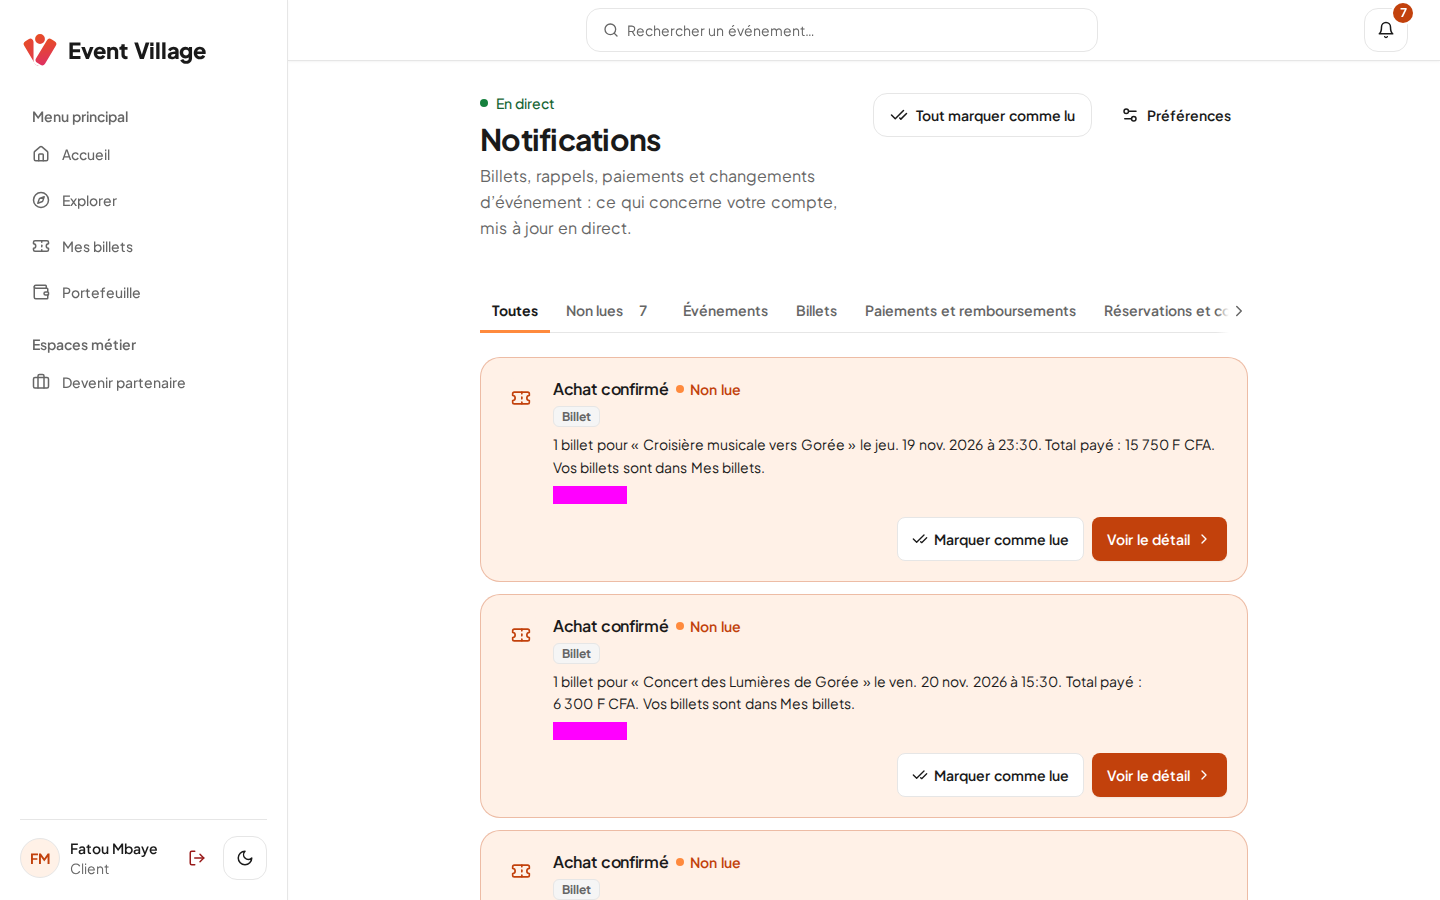 Event Village
Rechercher un événement…
7
Menu principal
Accueil
Explorer
Mes billets
Portefeuille
Espaces métier
Devenir partenaire
En direct
Notifications
Billets, rappels, paiements et changements
d’événement : ce qui concerne votre compte,
mis à jour en direct.
Tout marquer comme lu
Préférences
Toutes
Non lues 7
Événements
Billets
Paiements et remboursements
Réservations et
Achat confirmé
Non lue
Billet
1 billet pour « Croisière musicale vers Gorée » le jeu. 19 nov. 2026 à 23:30. Total payé : 15 750 F CFA.
Vos billets sont dans Mes billets.
Marquer comme lue
Voir le détail
Achat confirmé
Non lue
Billet
1 billet pour « Concert des Lumières de Gorée » le ven. 20 nov. 2026 à 15:30. Total payé :
6 300 F CFA. Vos billets sont dans Mes billets.
Marquer comme lue
Voir le détail
Achat confirmé
Non lue
Billet
FM
Fatou Mbaye
Client